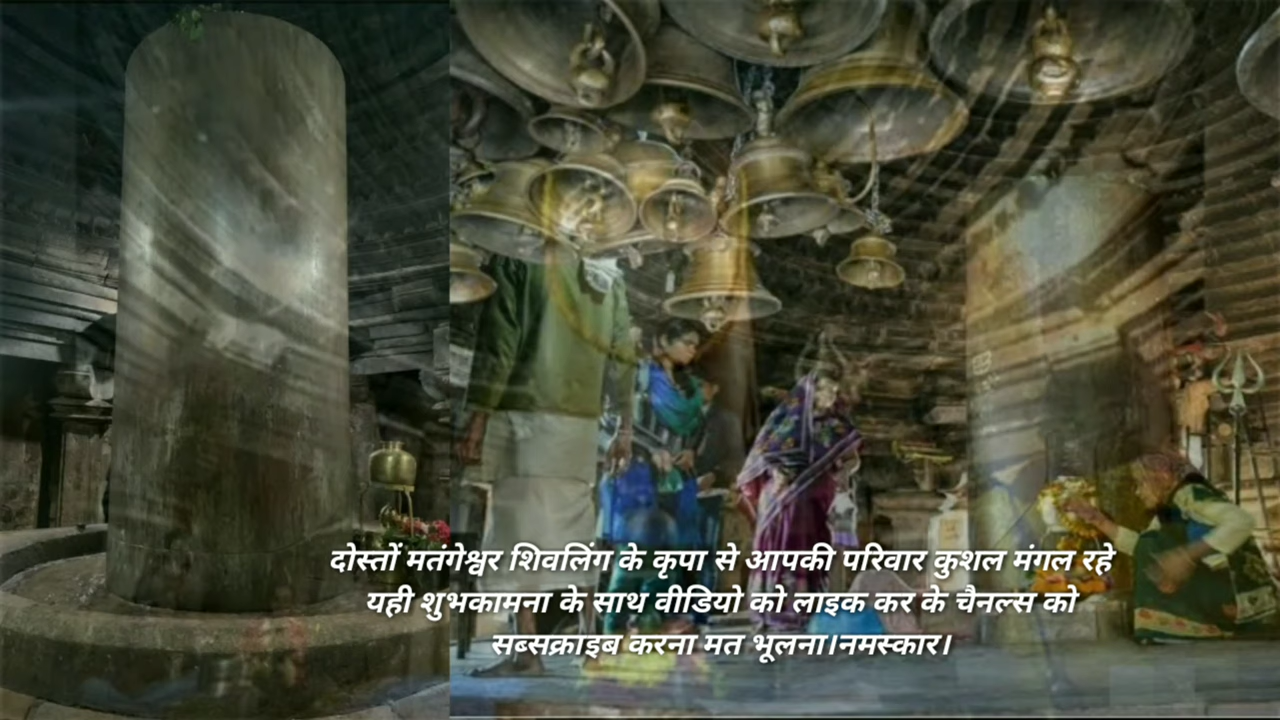 दोस्तों मतंगेश्वर शिवलिंग के कृपा से आपकी परिवार कुशल मंगल रहे
यही शुभकामना के साथ वीडियो को लाइक कर के चैनल्स को
सब्सक्राइब करना मत भूलना।नमस्कार।